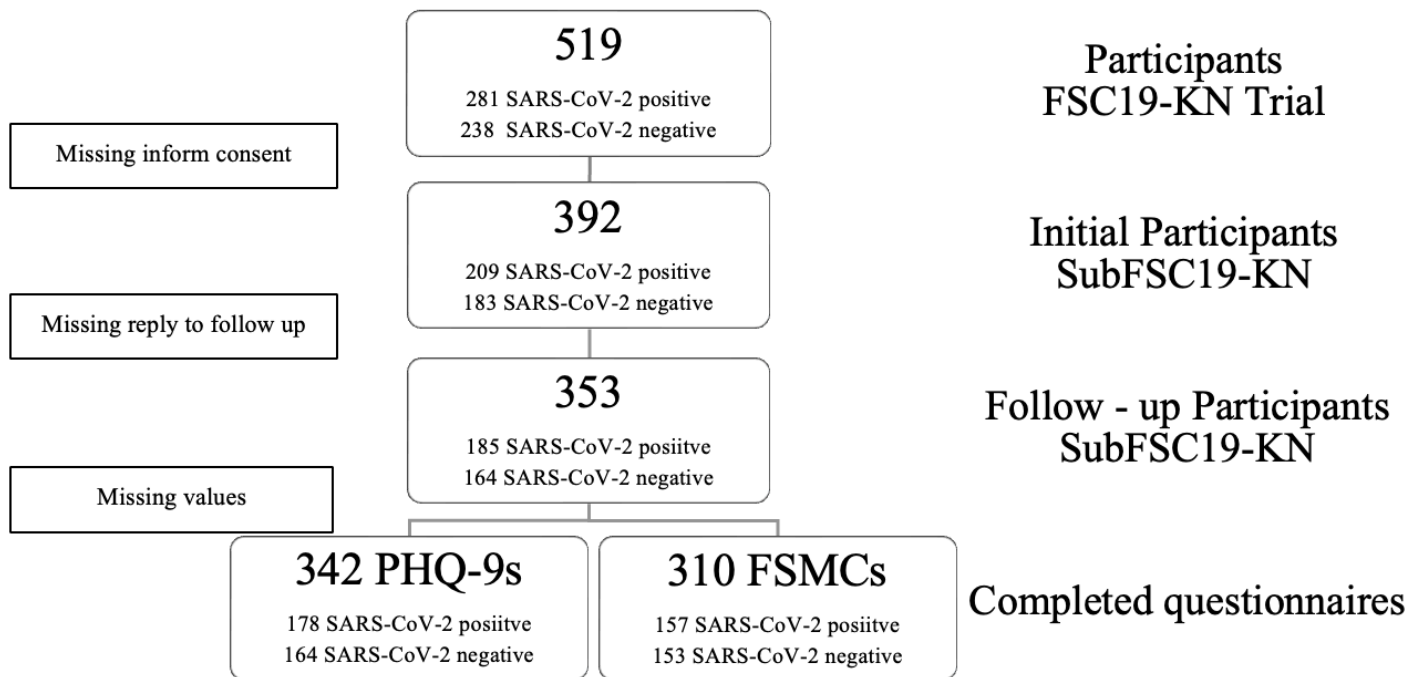 519
281 SARS-CoV-2 positive
238 SARS-CoV-2 negative
Participants
FSC19-KN Trial
Missing inform consent
392
209 SARS-CoV-2 positive
183 SARS-CoV-2 negative
Initial Participants
SubFSC19-KN
Missing reply to follow up
353
185 SARS-CoV-2 posiitve
164 SARS-CoV-2 negative
Follow - up Participants
SubFSC19-KN
Missing values
342 PHQ-9s
178 SARS-CoV-2 posiitve
164 SARS-CoV-2 negative
310 FSMCs
157 SARS-CoV-2 positive
153 SARS-CoV-2 negative
Completed questionnaires